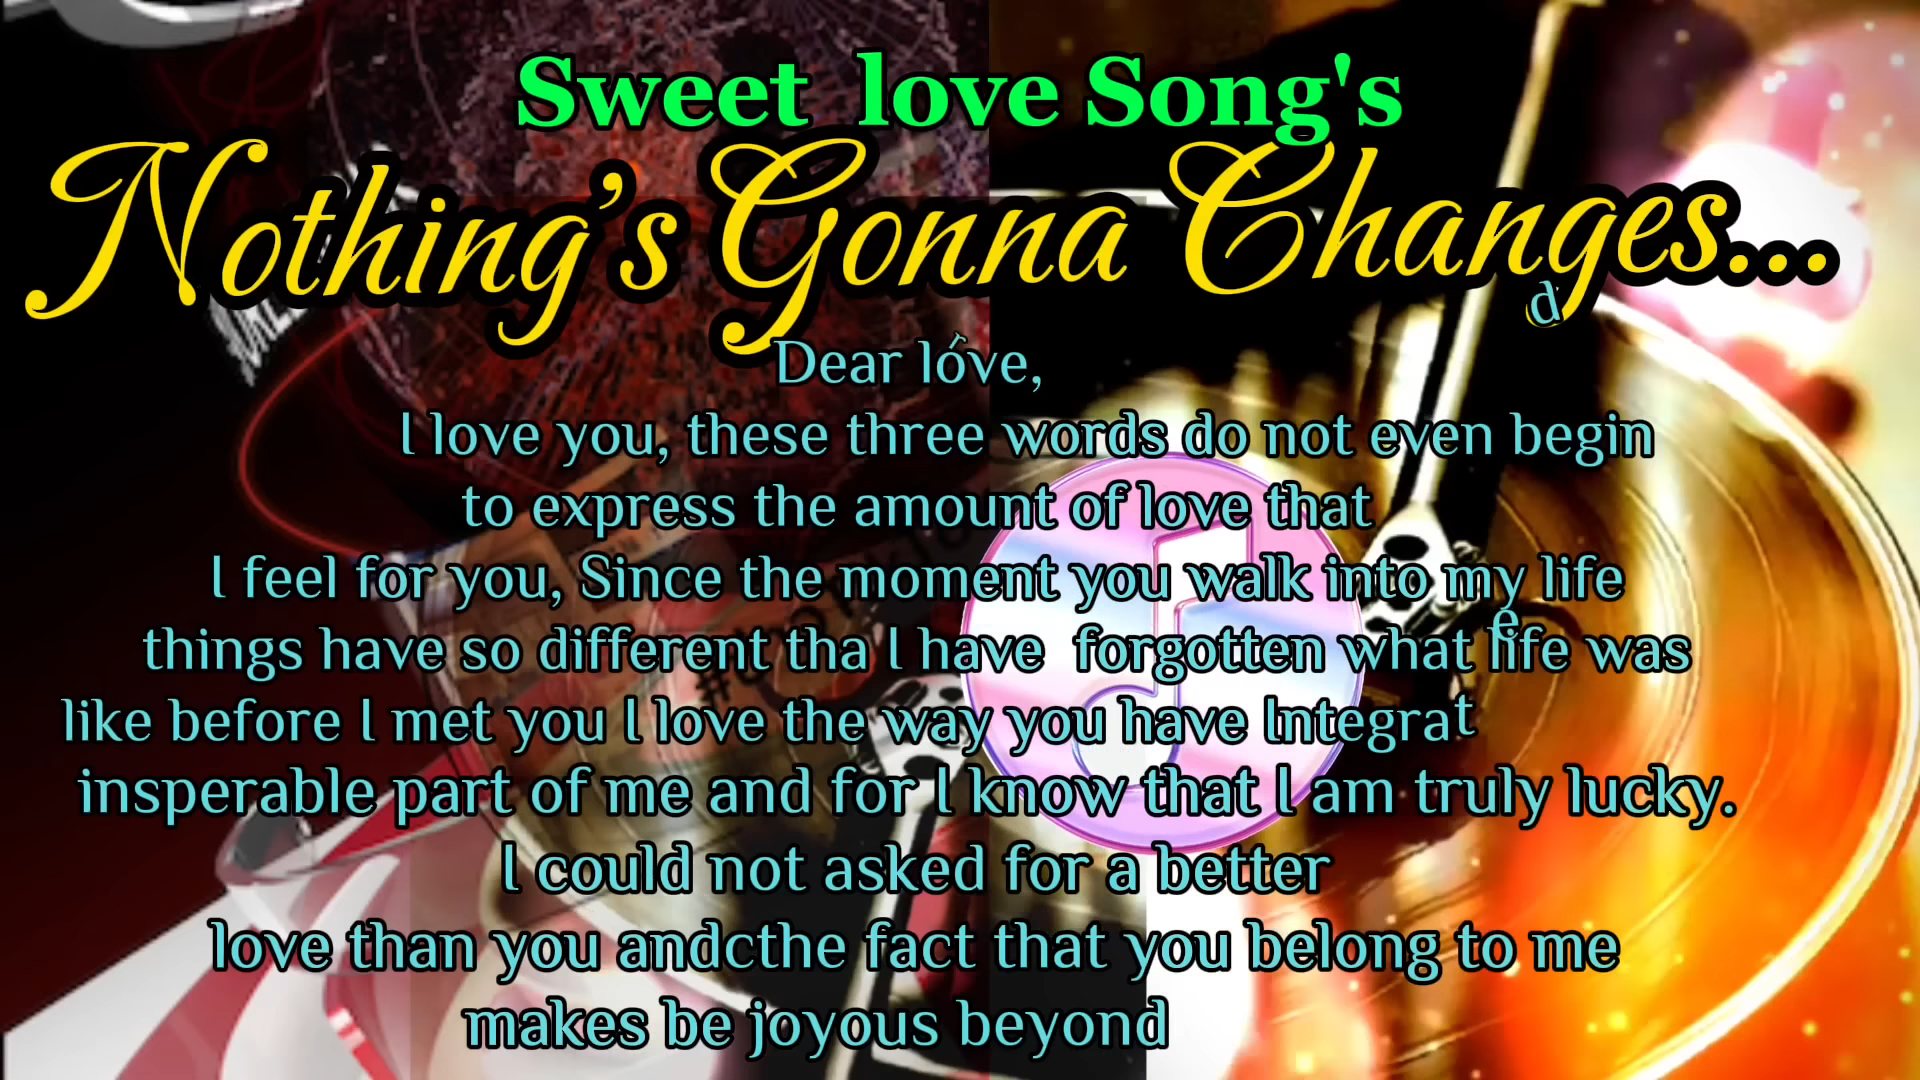 Sweet love Song's
Nothing's Gonna Changes...
d
Dear lóve,
I love you, these three words do not even begin
to express the amount of love that
I feel for you, Since the moment you walk into my life
things have so different tha I have forgotten what life was
like before I met you I love the way you have Integrat
insperable part of me and for I know that I am truly lucky.
I could not asked for a better
love than you andcthe fact that you belong to me
makes be joyous beyond